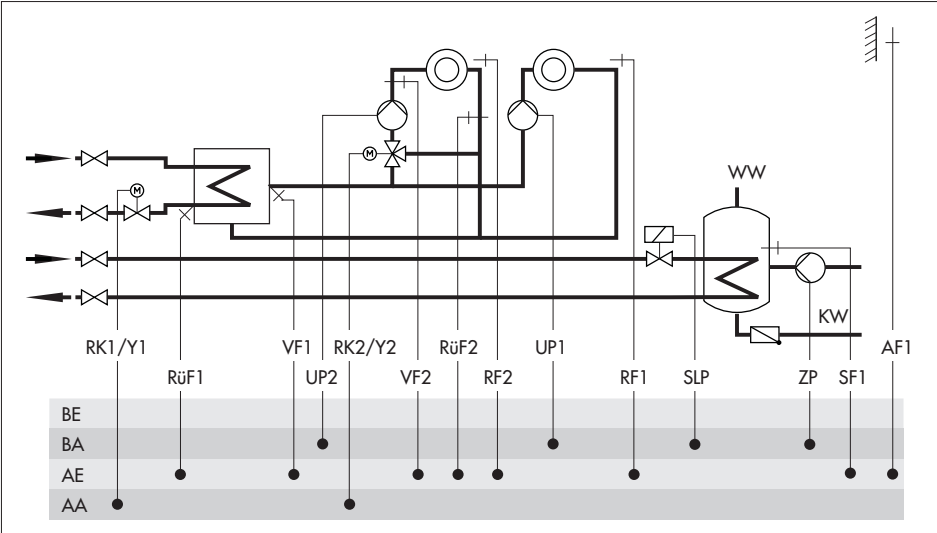 M
M
WW
KW
RK1/Y1 VF1 RK2/Y2 RüF2 UP1 AF1
RüF1 UP2 VF2 RF2 RF1 SLP ZP SF1
BE
BA
AE
AA